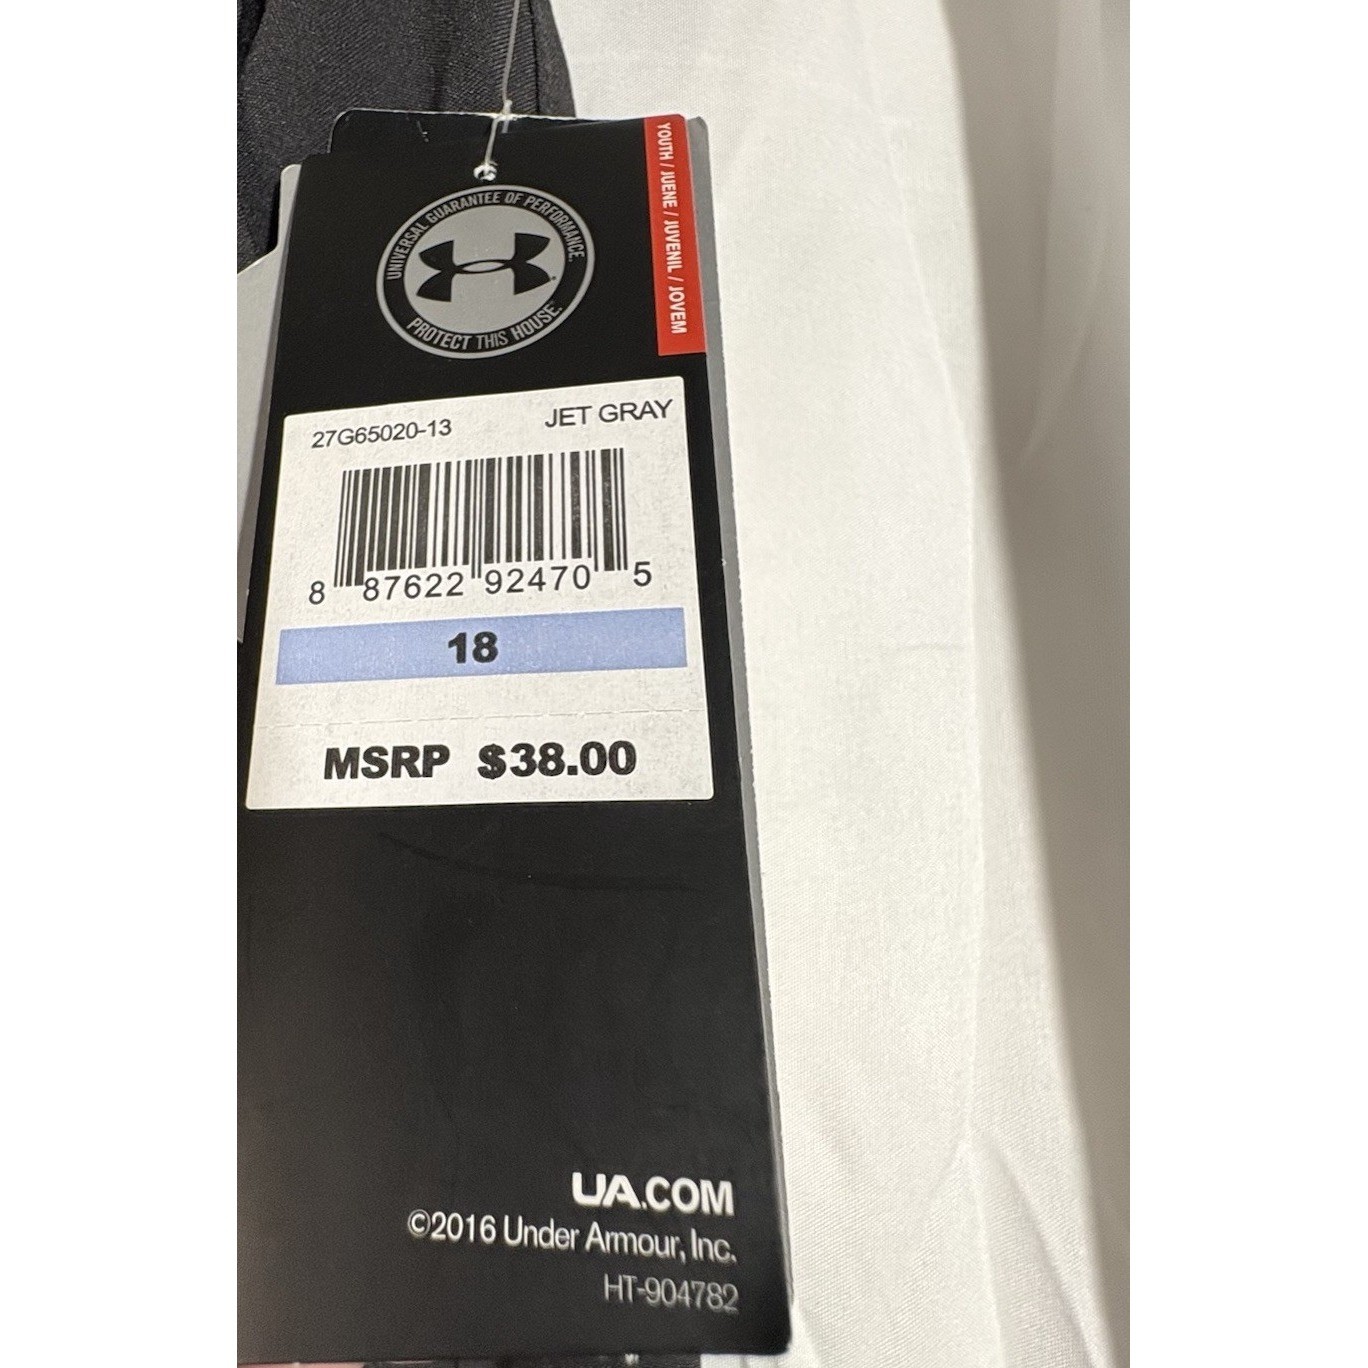 UNIVERSAL GUARANTEE OF PERFORMANCE.
PROTECT THIS HOUSE.
YOUTH / JUENE / JUVENIL / JOVEM
27G65020-13 JET GRAY
8 87622 92470 5
18
MSRP $38.00
UA.COM
©2016 Under Armour, Inc.
HT-904782